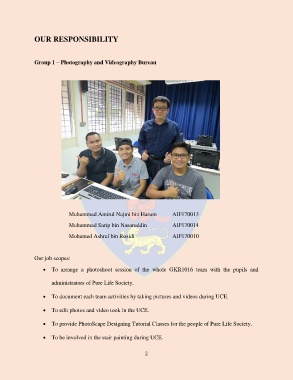 OUR RESPONSIBILITY
Group 1 – Photography and Videography Bureau
Muhammad Amirul Najmi bin Harum AIF170013
Muhammad Sarip bin Nasaruddin AIF170014
Mohamad Ashraf bin Rosidi AIF170010
Our job scopes:
• To arrange a photoshoot session of the whole GKR1016 team with the pupils and
administrators of Pure Life Society.
• To document each team activities by taking pictures and videos during UCE.
• To edit photos and video took in the UCE.
• To provide PhotoScape Designing Tutorial Classes for the people of Pure Life Society.
• To be involved in the stair painting during UCE.
2